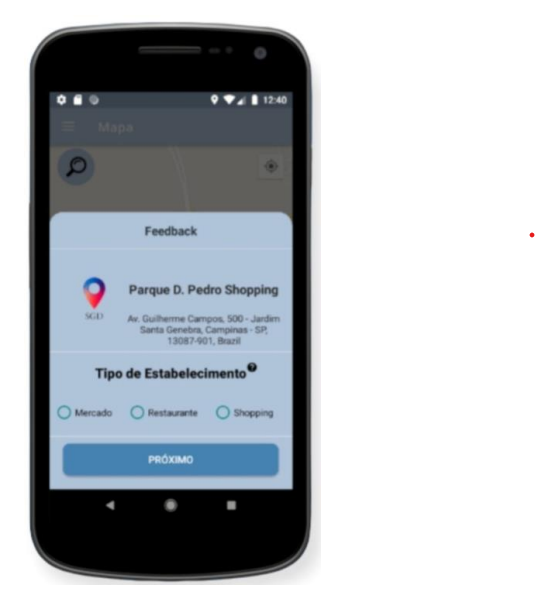 12:40
Mapa
Feedback
Parque D. Pedro Shopping
SGD
Av. Guilherme Campos, 500 - Jardim
Santa Genebra, Campinas - SP,
13087-901, Brazil
Tipo de Estabelecimento?
Mercado Restaurante Shopping
PRÓXIMO